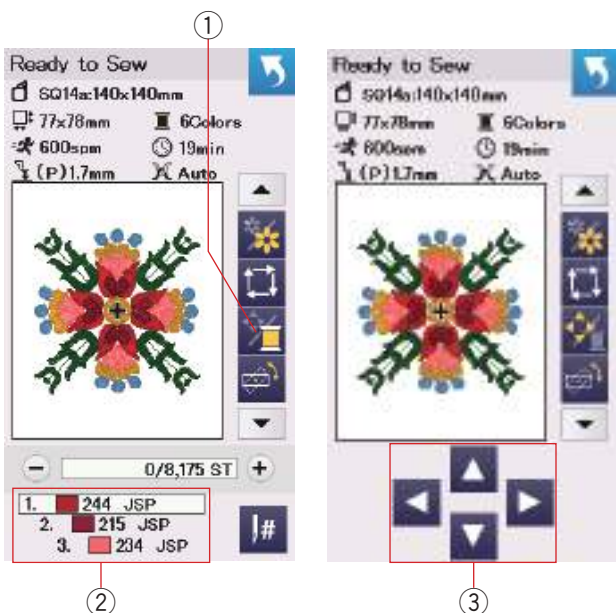 1
Ready to Sew
SQ14a:140x140mm
77x78mm 6Colors
600spm 19min
(P)1.7mm Auto
0/8,175 ST
1. 244 JSP
2. 215 JSP
3. 234 JSP
#
2
Ready to Sew
SQ14a:140x140mm
77x78mm 6Colors
600spm 19min
(P)1.7mm Auto
3